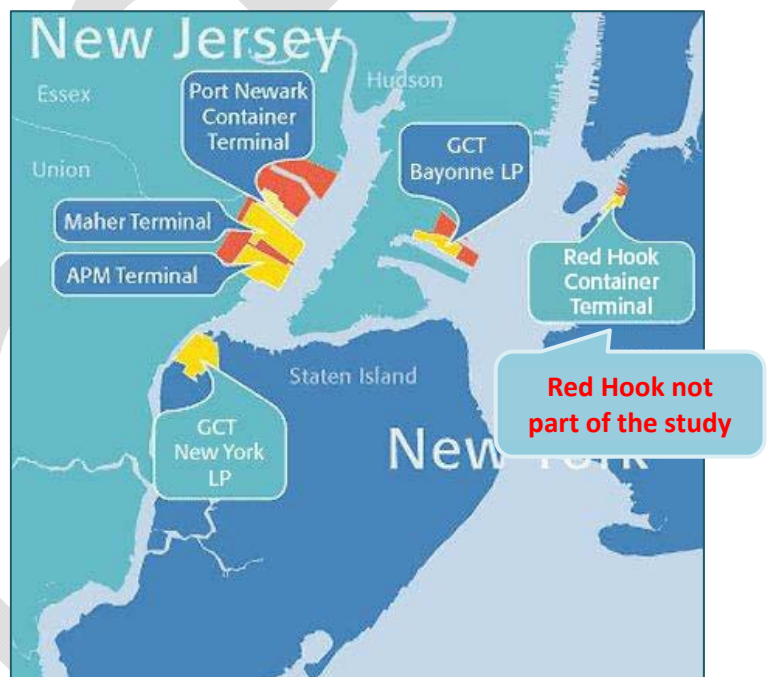 New Jersey
Essex
Hudson
Port Newark
Container
Terminal
GCT
Bayonne LP
Union
Maher Terminal
APM Terminal
Red Hook
Container
Terminal
Staten Island
Red Hook not
part of the study
GCT
New York
LP
New York